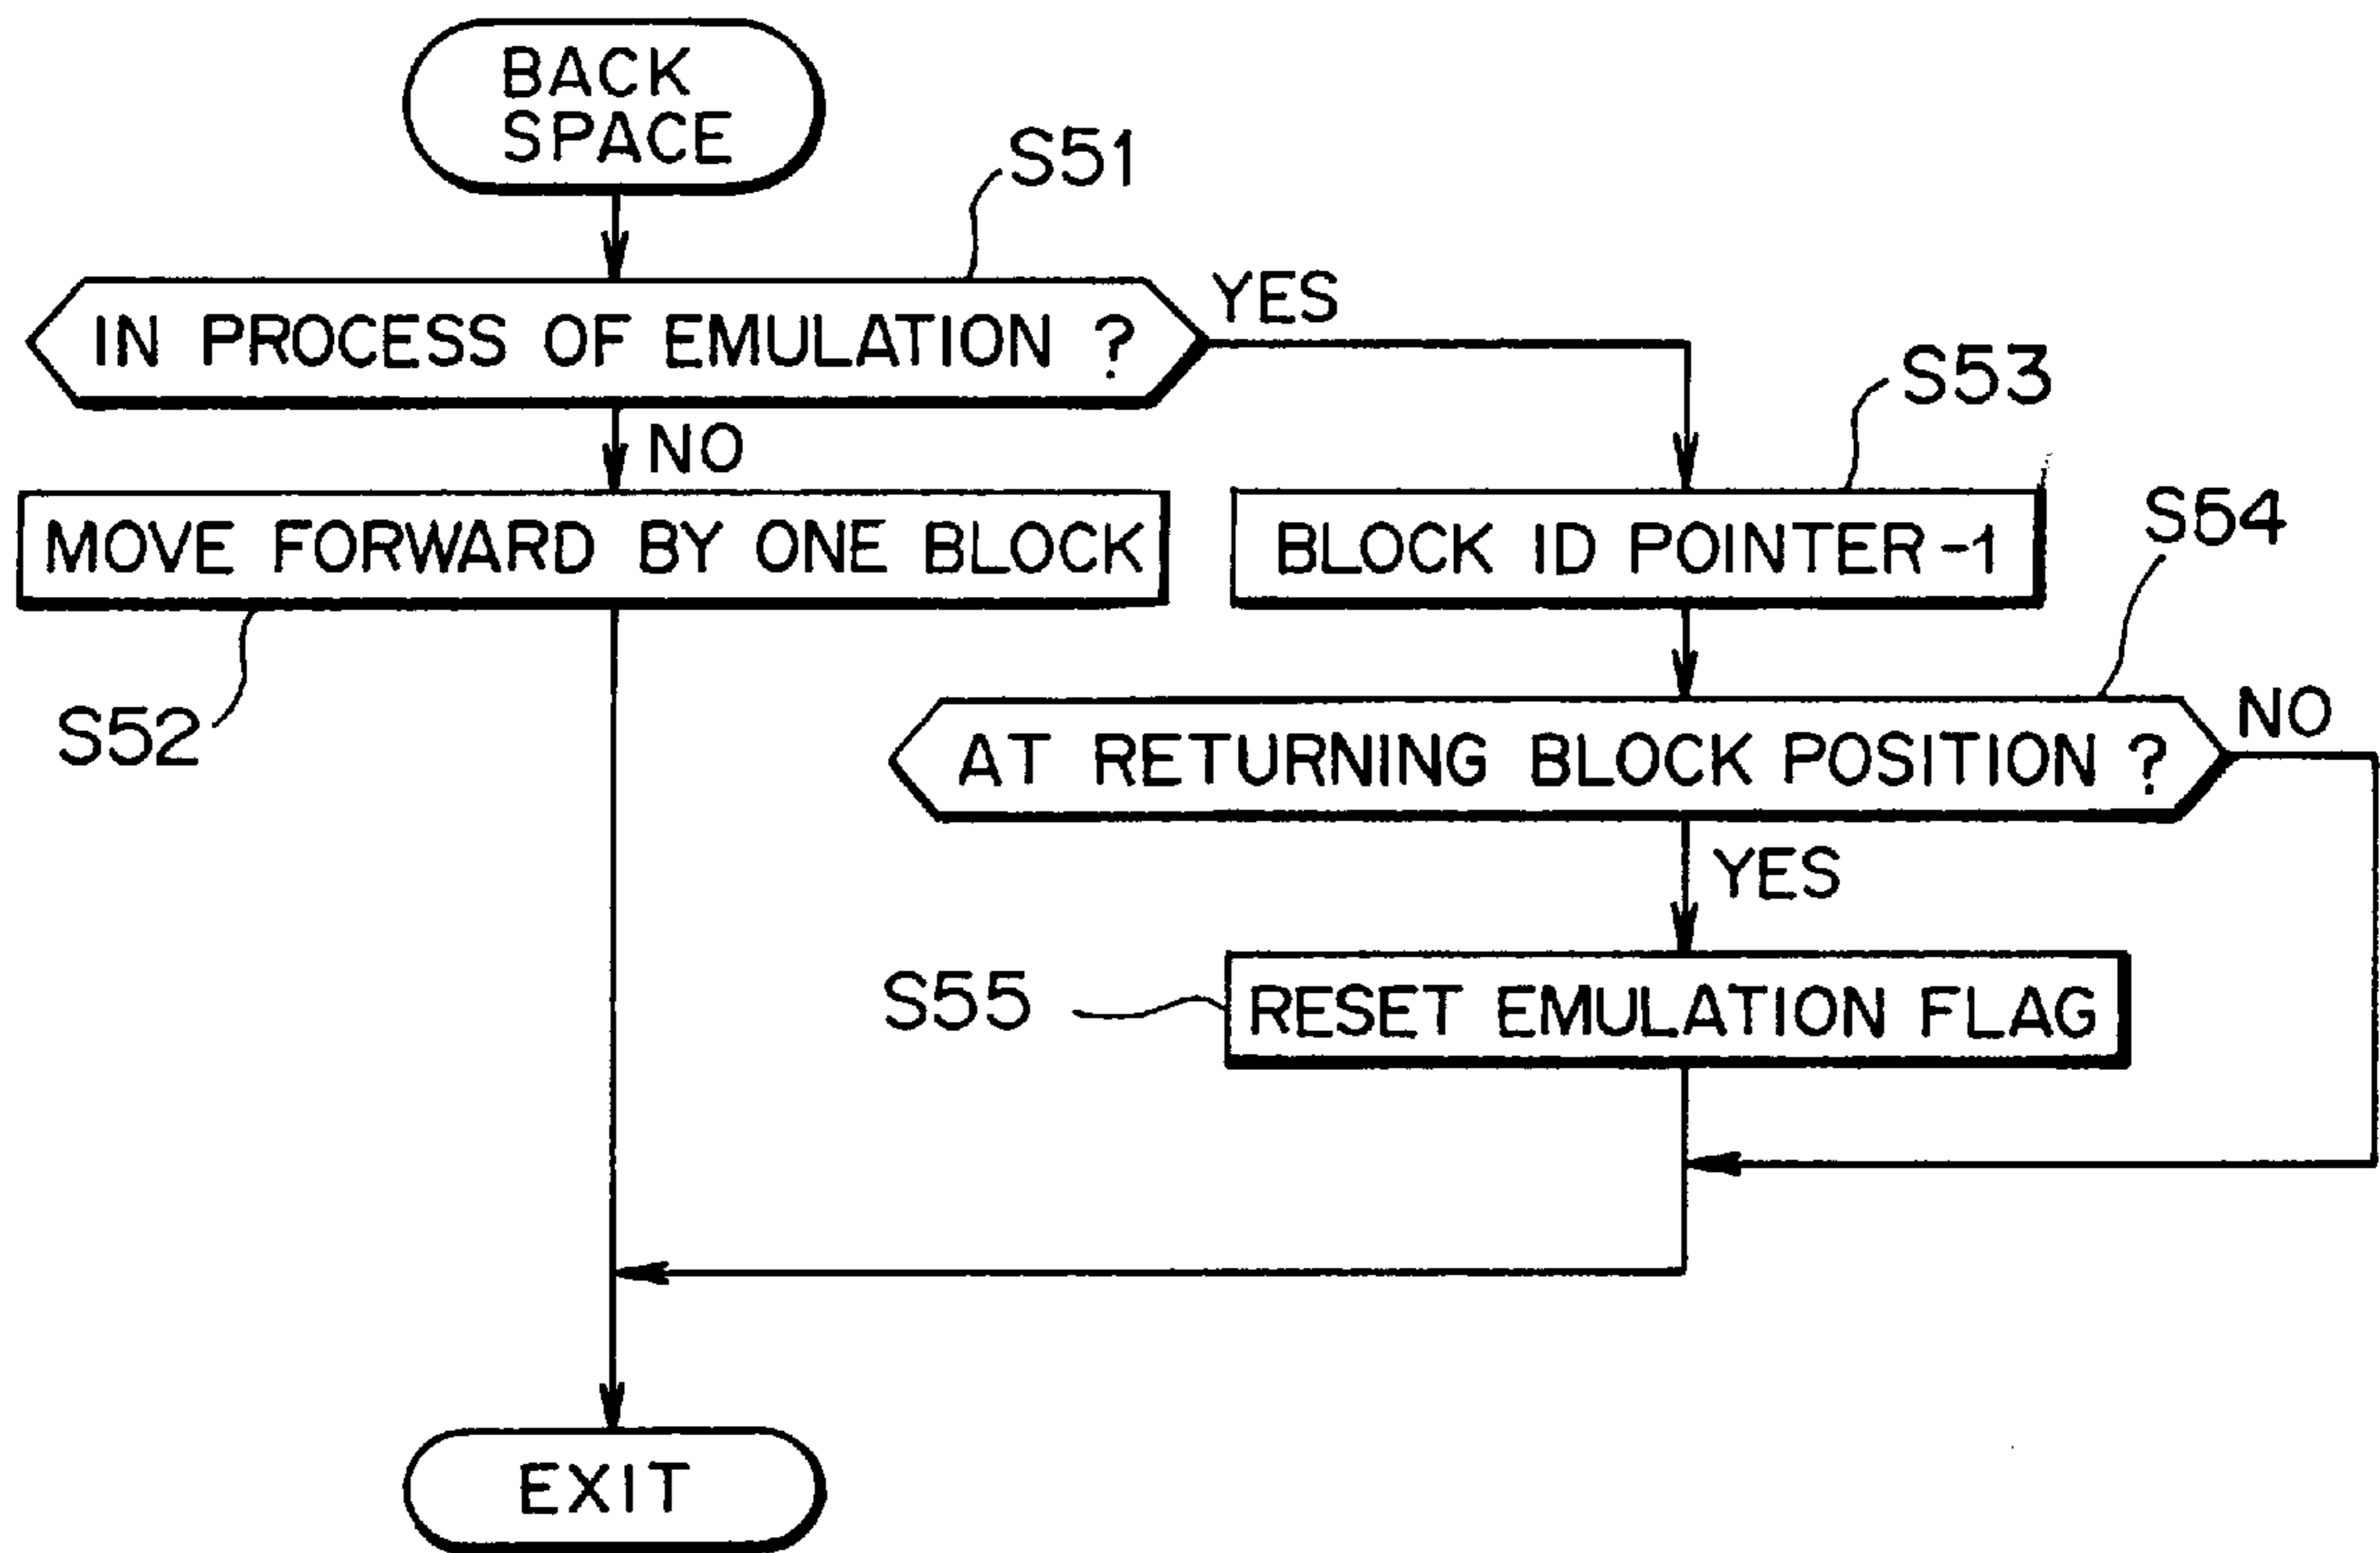 BACK
SPACE
S51
IN PROCESS OF EMULATION ?
YES
NO
S53
MOVE FORWARD BY ONE BLOCK
BLOCK ID POINTER -1
S54
S52
AT RETURNING BLOCK POSITION ?
NO
YES
S55
RESET EMULATION FLAG
EXIT